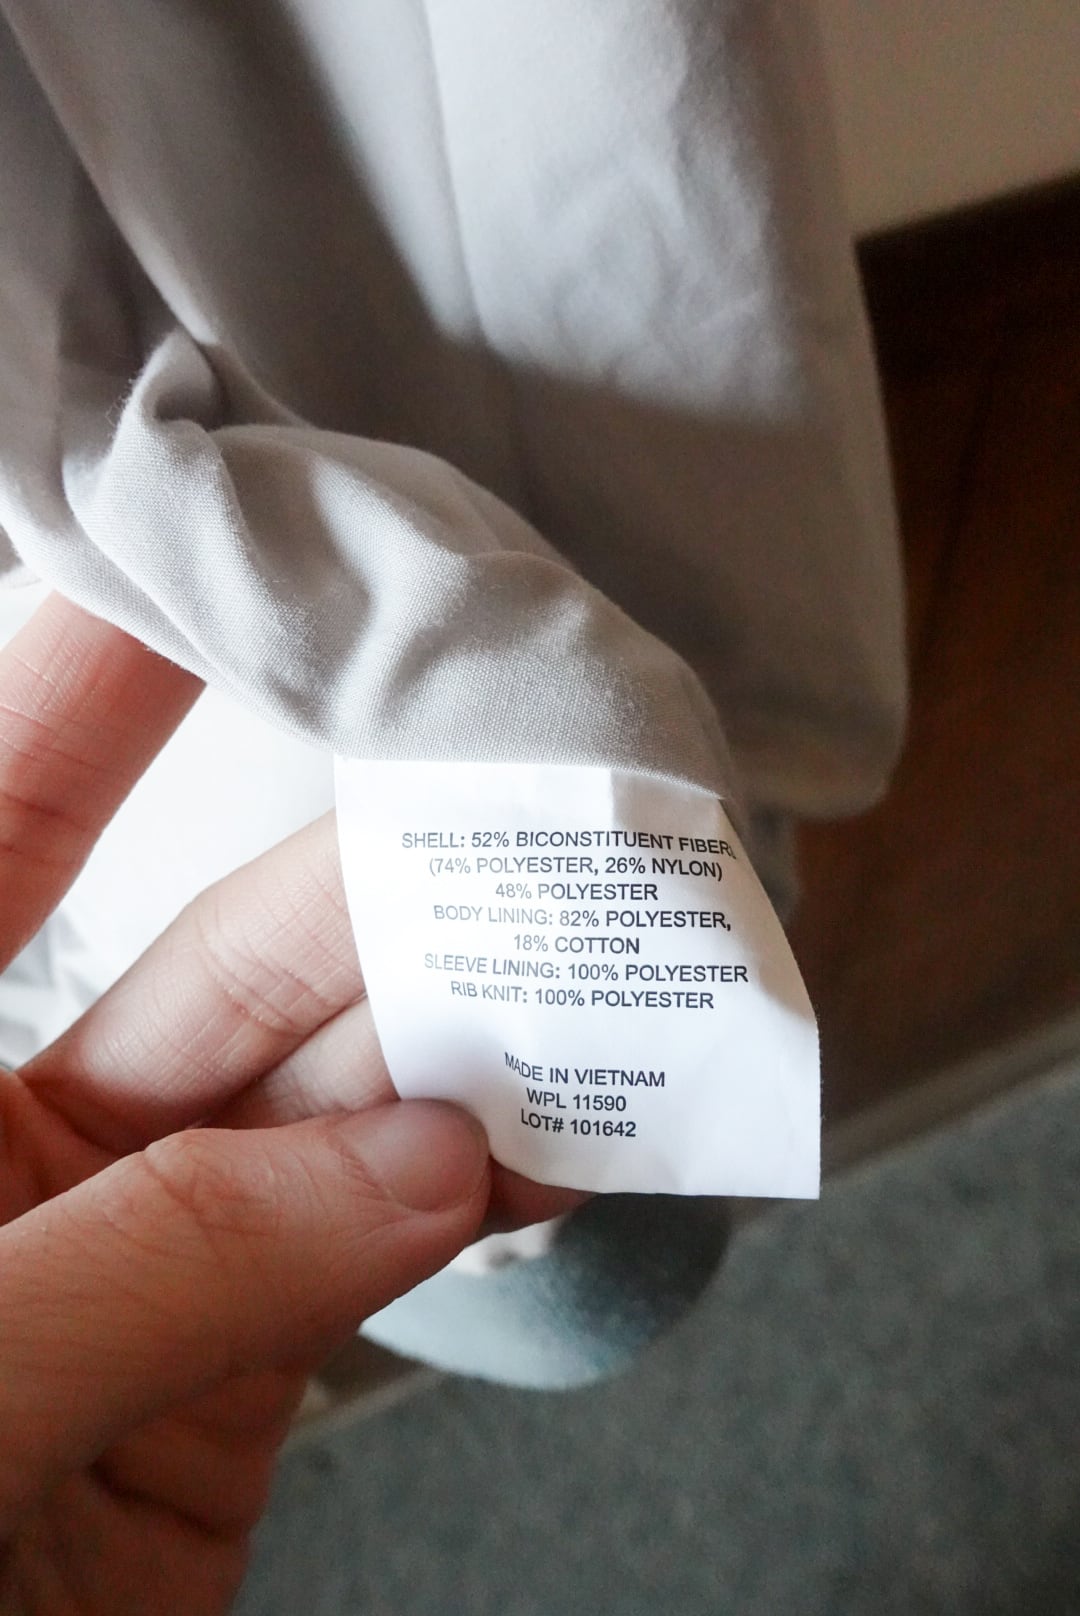 SHELL: 52% BICONSTITUENT FIBER
(74% POLYESTER, 26% NYLON)
48% POLYESTER
BODY LINING: 82% POLYESTER,
18% COTTON
SLEEVE LINING: 100% POLYESTER
RIB KNIT: 100% POLYESTER
MADE IN VIETNAM
WPL 11590
LOT# 101642